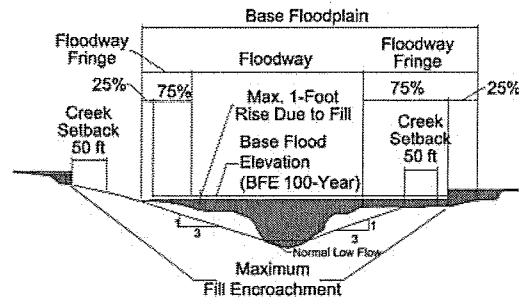 Base Floodplain
Floodway
Fringe
Floodway
Floodway
Fringe
25%
75%
75%
25%
Max. 1-Foot
Rise Due to Fill
Creek
Setback
50 ft
Base Flood
Elevation
(BFE 100-Year)
Creek
Setback
50 ft
3
1
3
Normal Low Flow
Maximum
Fill Encroachment